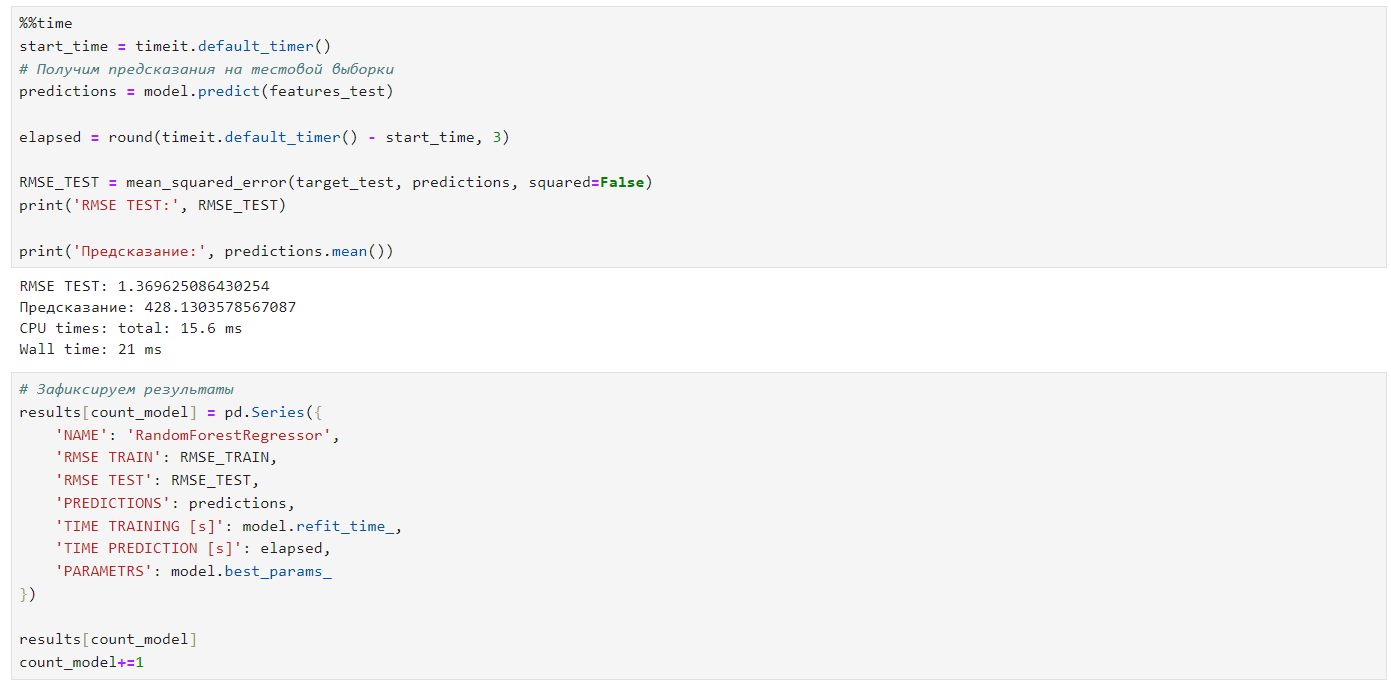 %%time
start_time = timeit.default_timer()
# Получим предсказания на тестовой выборки
predictions = model.predict(features_test)
elapsed = round(timeit.default_timer() - start_time, 3)
RMSE_TEST = mean_squared_error(target_test, predictions, squared=False)
print('RMSE TEST:', RMSE_TEST)
print('Предсказание:', predictions.mean())
RMSE TEST: 1.369625086430254
Предсказание: 428.1303578567087
CPU times: total: 15.6 ms
Wall time: 21 ms
# Зафиксируем результаты
results[count_model] = pd.Series({
    'NAME': 'RandomForestRegressor',
    'RMSE TRAIN': RMSE_TRAIN,
    'RMSE TEST': RMSE_TEST,
    'PREDICTIONS': predictions,
    'TIME TRAINING [s]': model.refit_time_,
    'TIME PREDICTION [s]': elapsed,
    'PARAMETRS': model.best_params_
})
results[count_model]
count_model+=1